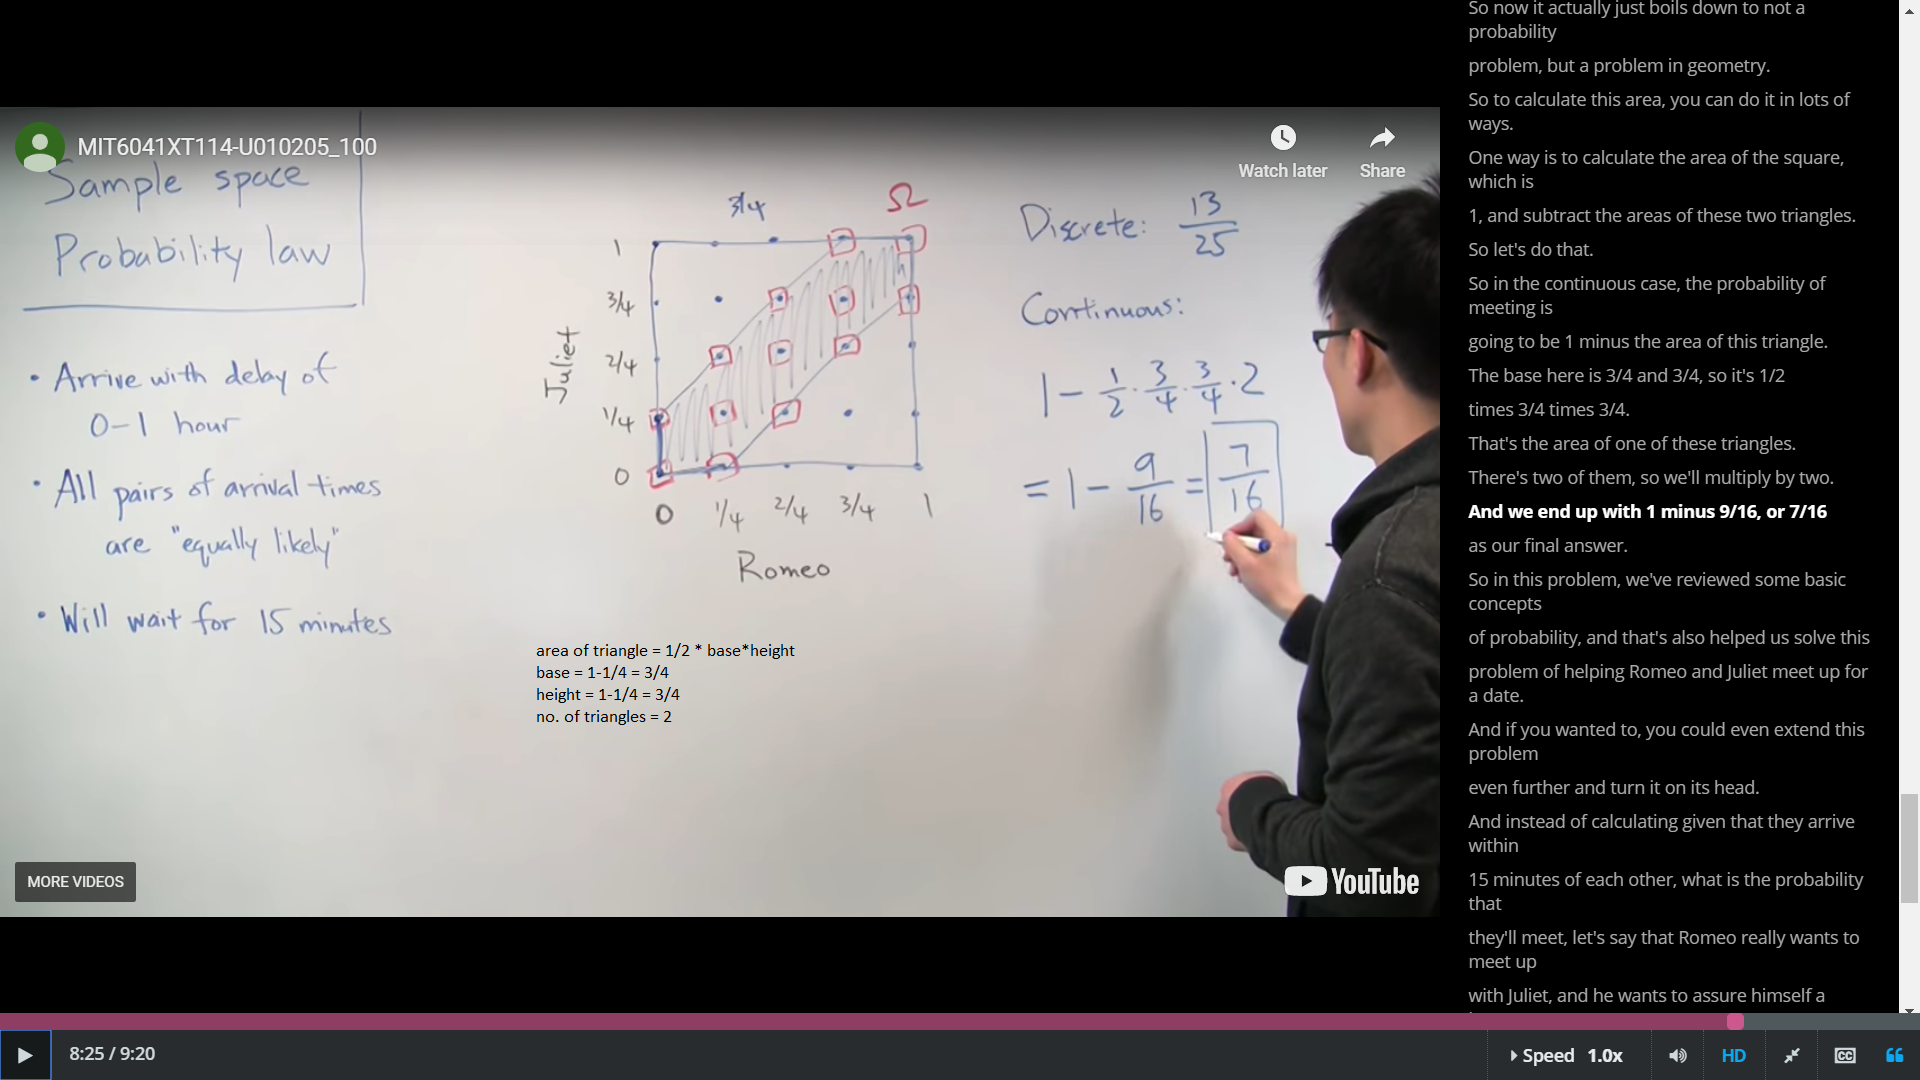 MIT6041XT114-U010205_100
Watch later
Share
Sample space
Probability law
• Arrive with delay of
0-1 hour
• All pairs of arrival times
are "equally likely"
• Will wait for 15 minutes
3/4
Ω
1
3/4
2/4
1/4
0
Juliet
0 1/4 2/4 3/4 1
Romeo
Discrete: 13/25
Continuous:
1 - 1/2 · 3/4 · 3/4 · 2
= 1 - 9/16 = 7/16
area of triangle = 1/2 * base*height
base = 1-1/4 = 3/4
height = 1-1/4 = 3/4
no. of triangles = 2
MORE VIDEOS
YouTube
So now it actually just boils down to not a
probability
problem, but a problem in geometry.
So to calculate this area, you can do it in lots of
ways.
One way is to calculate the area of the square,
which is
1, and subtract the areas of these two triangles.
So let's do that.
So in the continuous case, the probability of
meeting is
going to be 1 minus the area of this triangle.
The base here is 3/4 and 3/4, so it's 1/2
times 3/4 times 3/4.
That's the area of one of these triangles.
There's two of them, so we'll multiply by two.
And we end up with 1 minus 9/16, or 7/16
as our final answer.
So in this problem, we've reviewed some basic
concepts
of probability, and that's also helped us solve this
problem of helping Romeo and Juliet meet up for
a date.
And if you wanted to, you could even extend this
problem
even further and turn it on its head.
And instead of calculating given that they arrive
within
15 minutes of each other, what is the probability
that
they'll meet, let's say that Romeo really wants to
meet up
with Juliet, and he wants to assure himself a
8:25 / 9:20
Speed 1.0x
HD
CC